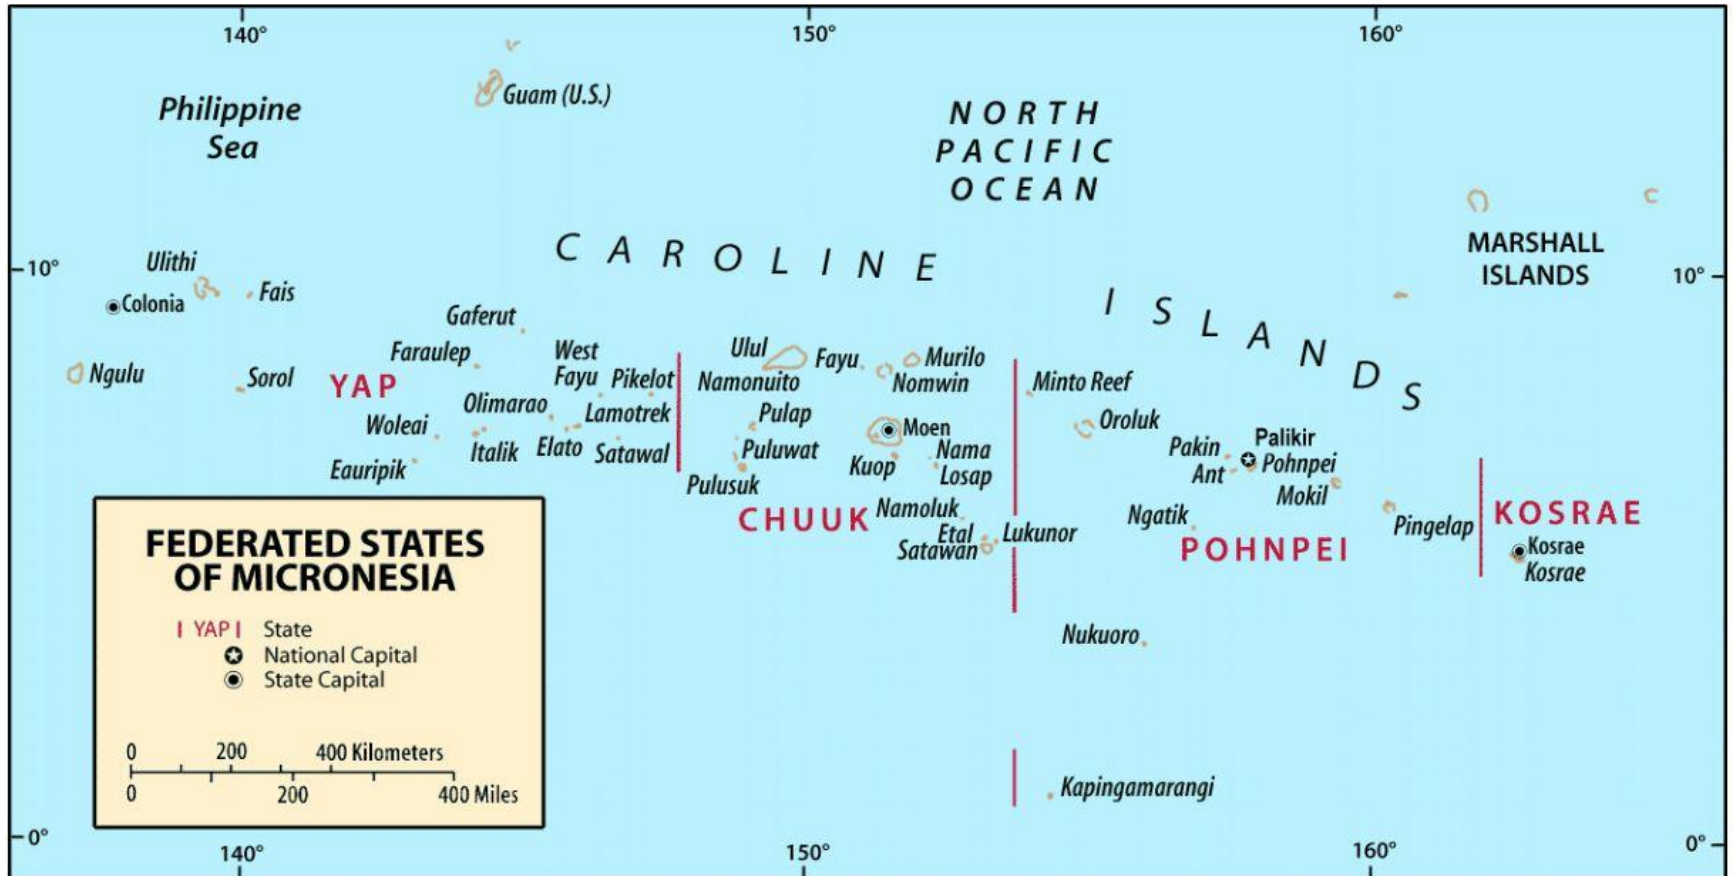 140°
150°
160°
Philippine
Sea
Guam (U.S.)
NORTH
PACIFIC
OCEAN
CAROLINE
ISLANDS
MARSHALL
ISLANDS
10°
10°
Ulithi
Colonia
Fais
Ngulu
Sorol
YAP
Gaferut
Faraulep
West
Fayu
Pikelot
Olimarao
Lamotrek
Woleai
Italik
Elato
Satawal
Eauripik
Ulul
Namonuito
Fayu
Murilo
Nomwin
Pulap
Puluwat
Pulusuk
Moen
Kuop
Nama
Losap
CHUUK
Namoluk
Etal
Satawan
Lukunor
Minto Reef
Oroluk
Pakin
Ant
Palikir
Pohnpei
Mokil
Ngatik
Pingelap
POHNPEI
KOSRAE
Kosrae
Kosrae
Nukuoro
Kapingamarangi
FEDERATED STATES
OF MICRONESIA
YAP State
National Capital
State Capital
0 200 400 Kilometers
0 200 400 Miles
0°
0°
140°
150°
160°